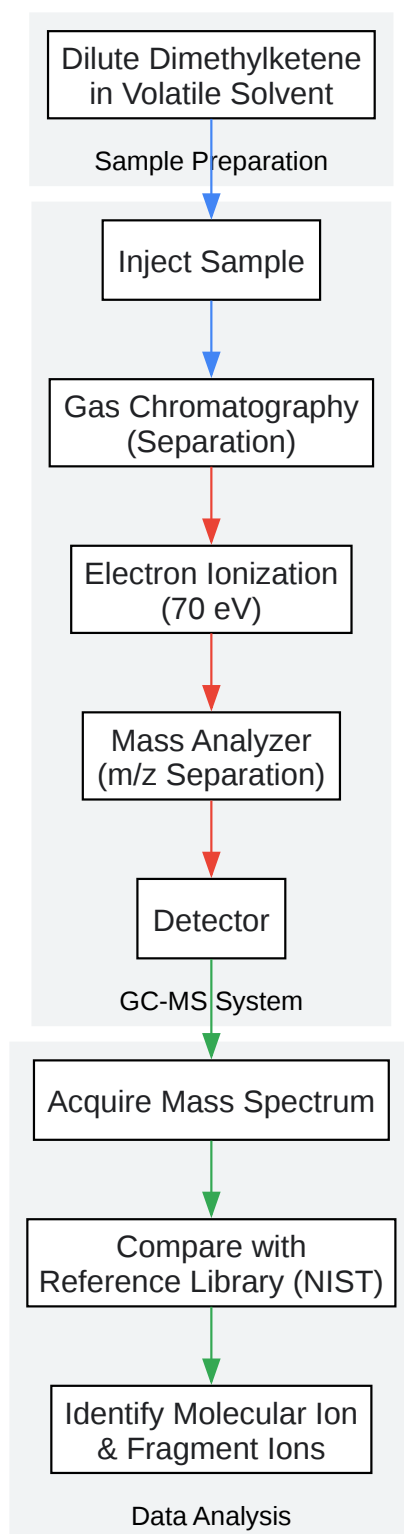 Dilute Dimethylketene
in Volatile Solvent
Sample Preparation
Inject Sample
Gas Chromatography
(Separation)
Electron Ionization
(70 eV)
Mass Analyzer
(m/z Separation)
Detector
GC-MS System
Acquire Mass Spectrum
Compare with
Reference Library (NIST)
Identify Molecular Ion
& Fragment Ions
Data Analysis